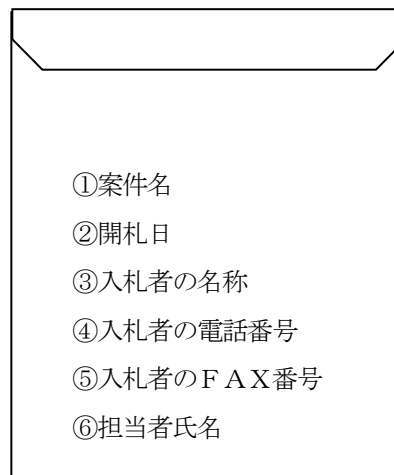 ①案件名
②開札日
③入札者の名称
④入札者の電話番号
⑤入札者のＦＡＸ番号
⑥担当者氏名